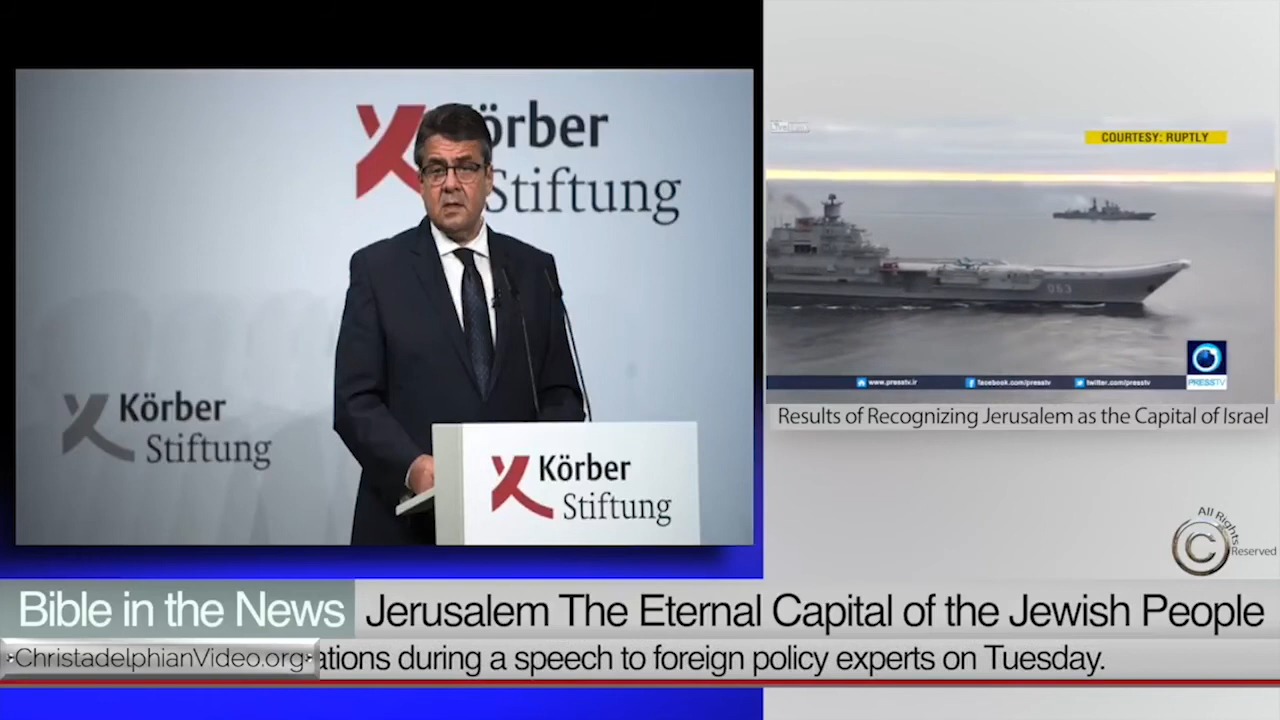 Körber
Stiftung
Körber
Stiftung
Körber
Stiftung
COURTESY: RUPTLY
063
www.presstv.ir
facebook.com/presstv
twitter.com/presstv
PRESSTV
Results of Recognizing Jerusalem as the Capital of Israel
All Rights
Reserved
C
Bible in the News
Jerusalem The Eternal Capital of the Jewish People
ChristadelphianVideo.org
ations during a speech to foreign policy experts on Tuesday.